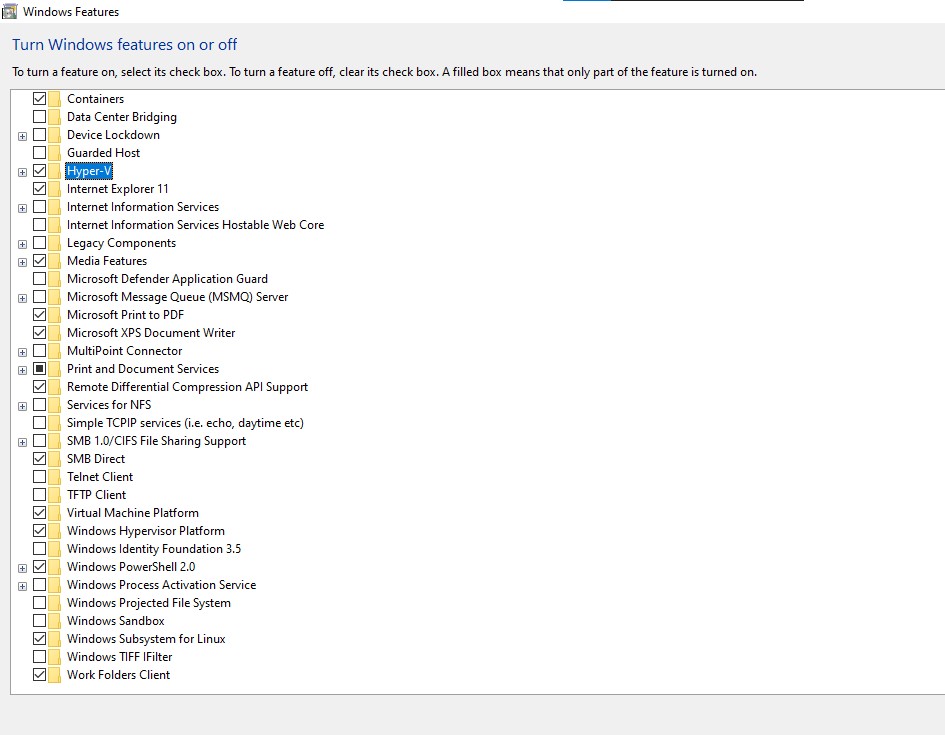 Windows Features
Turn Windows features on or off
To turn a feature on, select its check box. To turn a feature off, clear its check box. A filled box means that only part of the feature is turned on.
Containers
Data Center Bridging
Device Lockdown
Guarded Host
Hyper-V
Internet Explorer 11
Internet Information Services
Internet Information Services Hostable Web Core
Legacy Components
Media Features
Microsoft Defender Application Guard
Microsoft Message Queue (MSMQ) Server
Microsoft Print to PDF
Microsoft XPS Document Writer
MultiPoint Connector
Print and Document Services
Remote Differential Compression API Support
Services for NFS
Simple TCPIP services (i.e. echo, daytime etc)
SMB 1.0/CIFS File Sharing Support
SMB Direct
Telnet Client
TFTP Client
Virtual Machine Platform
Windows Hypervisor Platform
Windows Identity Foundation 3.5
Windows PowerShell 2.0
Windows Process Activation Service
Windows Projected File System
Windows Sandbox
Windows Subsystem for Linux
Windows TIFF IFilter
Work Folders Client